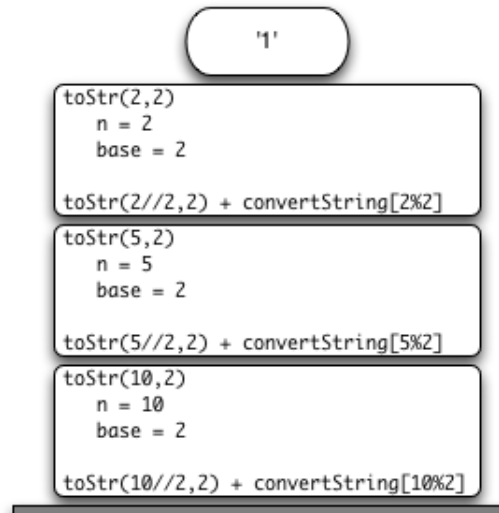 '1'
toStr(2,2)
n = 2
base = 2
toStr(2//2,2) + convertString[2%2]
toStr(5,2)
n = 5
base = 2
toStr(5//2,2) + convertString[5%2]
toStr(10,2)
n = 10
base = 2
toStr(10//2,2) + convertString[10%2]